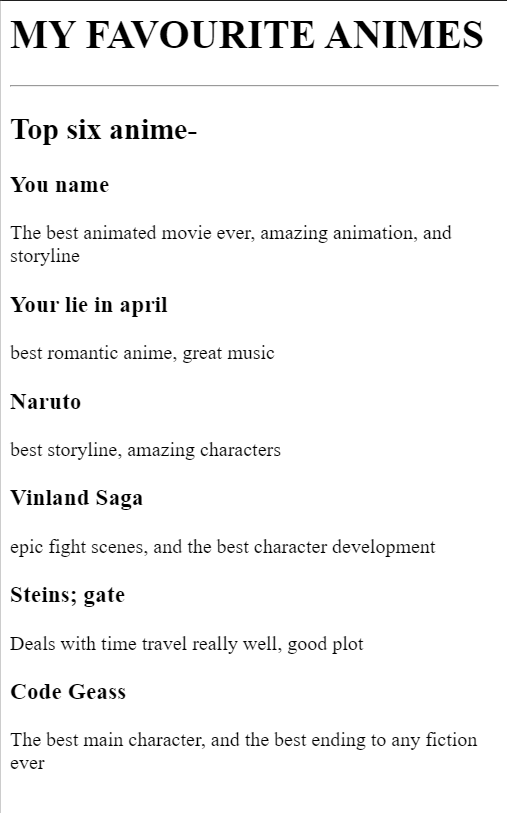 MY FAVOURITE ANIMES
Top six anime-
You name
The best animated movie ever, amazing animation, and
storyline
Your lie in april
best romantic anime, great music
Naruto
best storyline, amazing characters
Vinland Saga
epic fight scenes, and the best character development
Steins; gate
Deals with time travel really well, good plot
Code Geass
The best main character, and the best ending to any fiction
ever